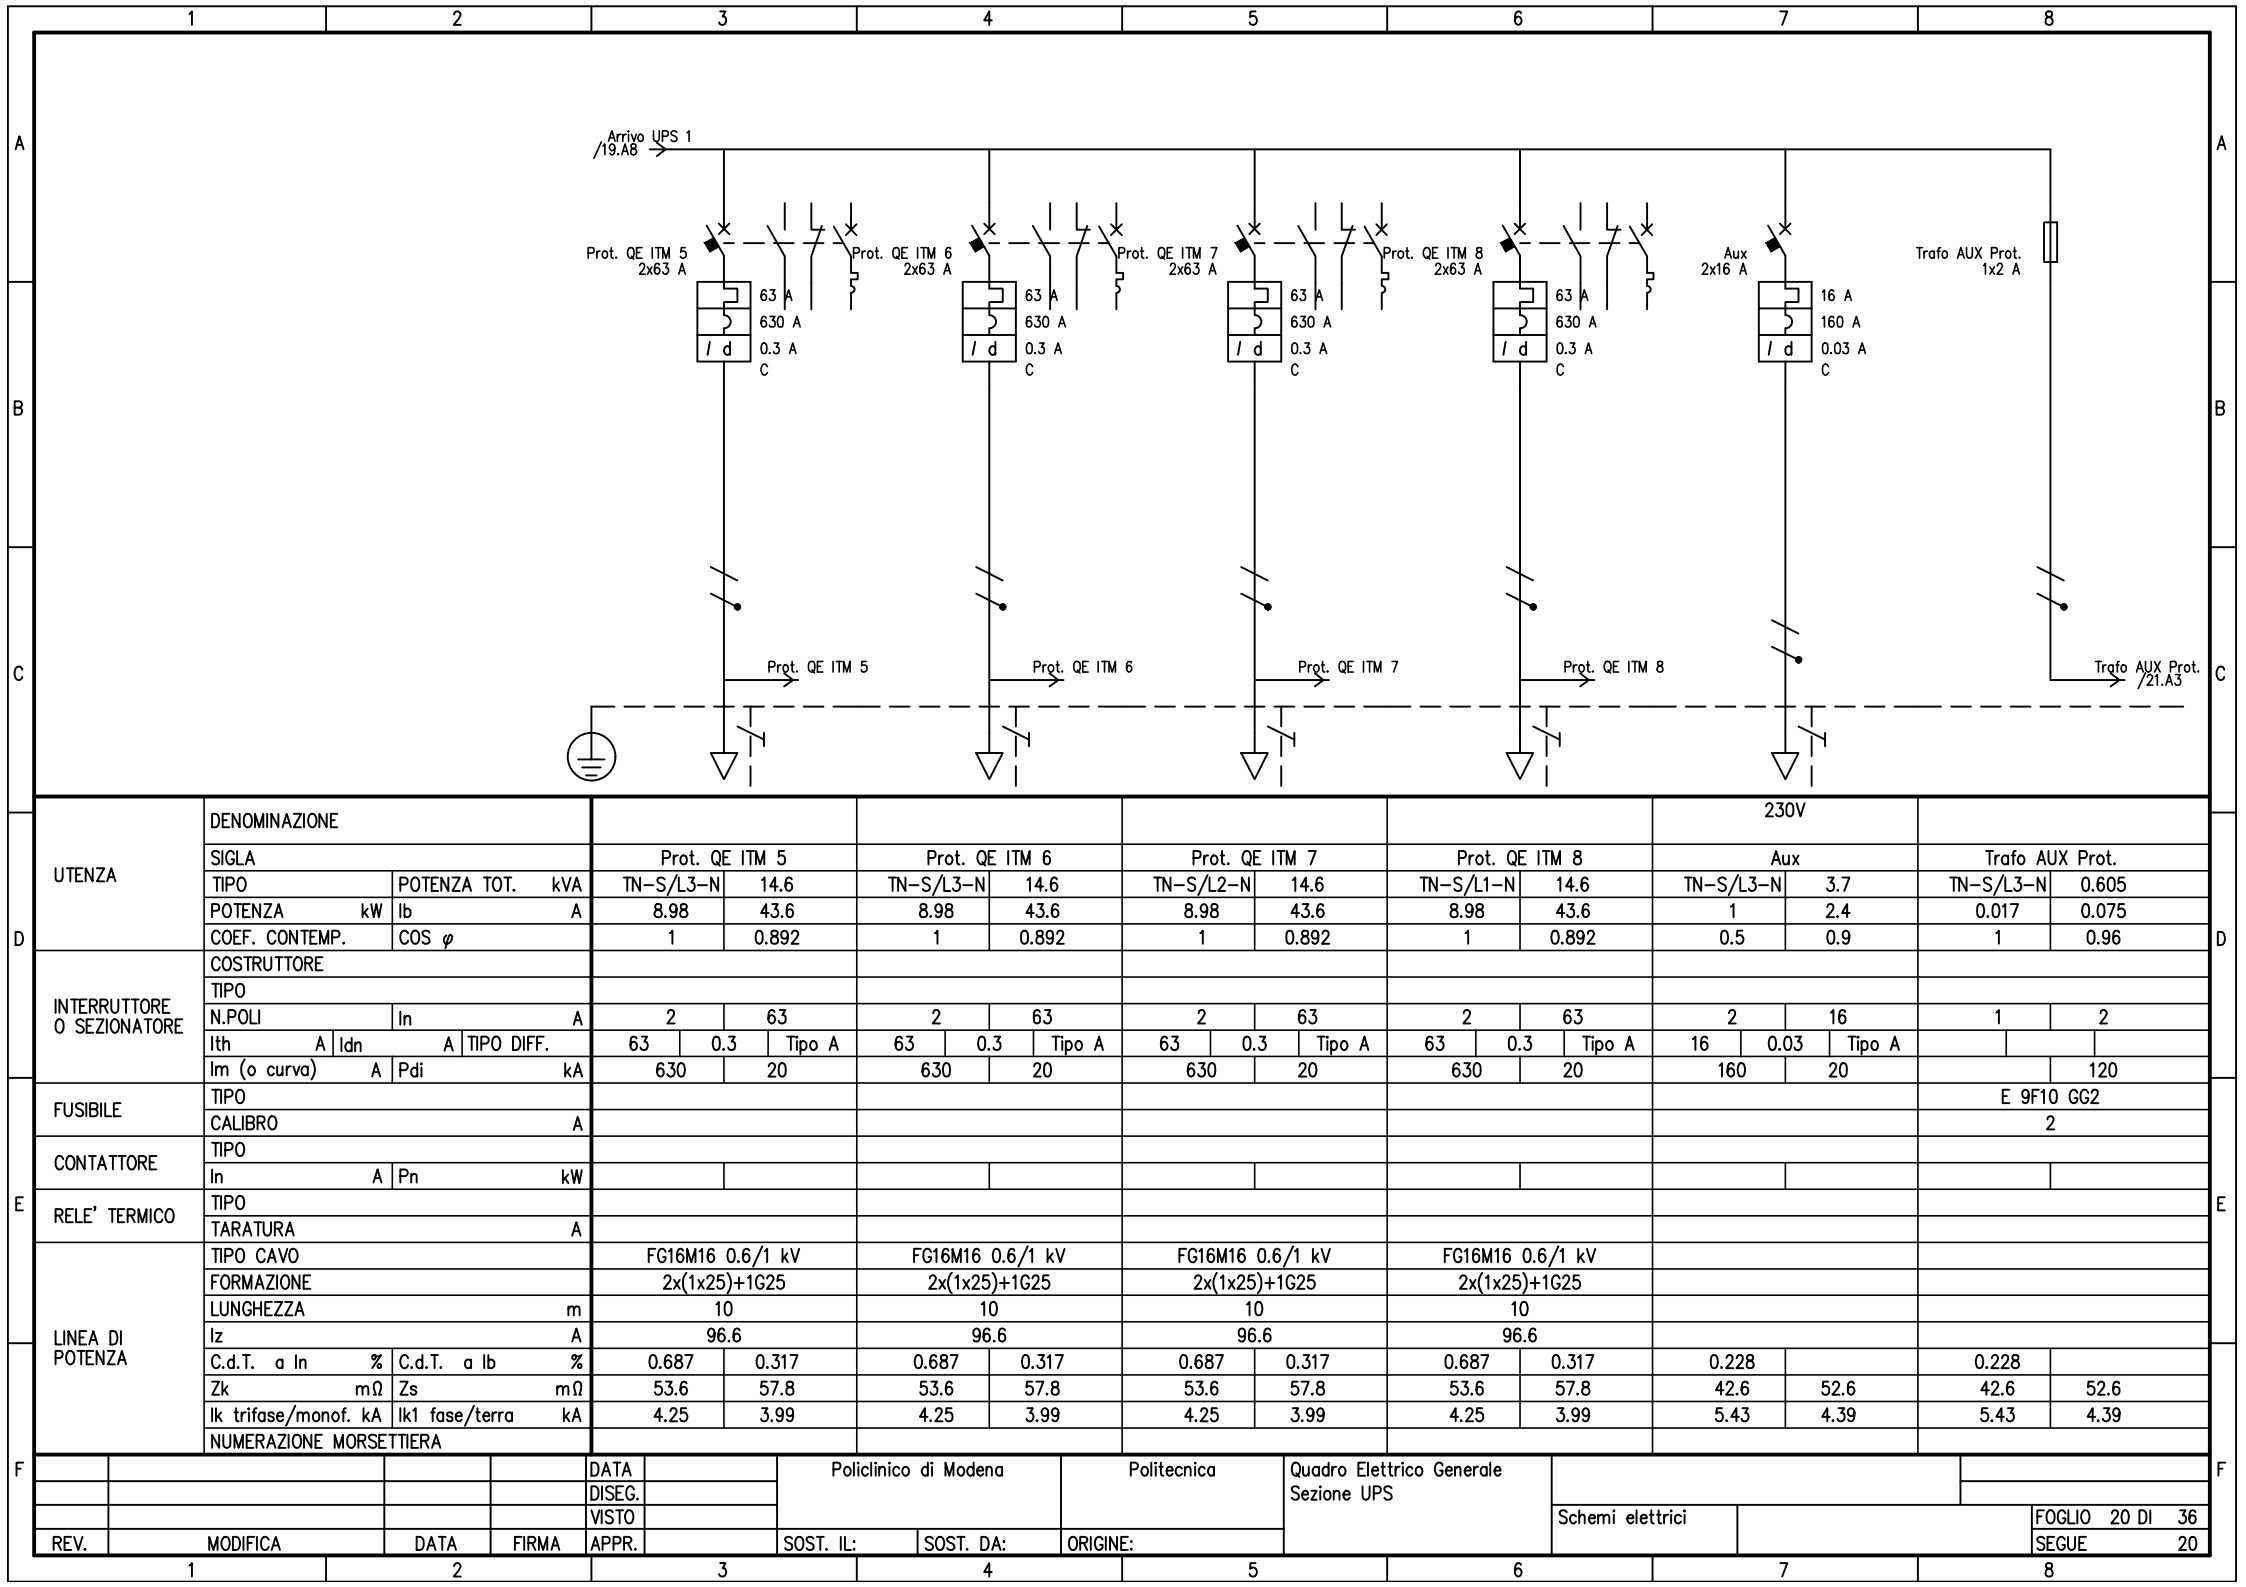 1 2 3 4 5 6 7 8
A A
Arrivo UPS 1
/19.A8
Prot. QE ITM 5
2x63 A
Prot. QE ITM 6
2x63 A
Prot. QE ITM 7
2x63 A
Prot. QE ITM 8
2x63 A
Aux
2x16 A
Trafo AUX Prot.
1x2 A
63 A 63 A 63 A 63 A 16 A
630 A 630 A 630 A 630 A 160 A
I d 0.3 A I d 0.3 A I d 0.3 A I d 0.3 A I d 0.03 A
C C C C C
B B
C Prot. QE ITM 5 Prot. QE ITM 6 Prot. QE ITM 7 Prot. QE ITM 8 Trafo AUX Prot. C
/21.A3
UTENZA
DENOMINAZIONE 230V
SIGLA Prot. QE ITM 5 Prot. QE ITM 6 Prot. QE ITM 7 Prot. QE ITM 8 Aux Trafo AUX Prot.
TIPO POTENZA TOT. kVA TN-S/L3-N 14.6 TN-S/L3-N 14.6 TN-S/L2-N 14.6 TN-S/L1-N 14.6 TN-S/L3-N 3.7 TN-S/L3-N 0.605
POTENZA kW Ib A 8.98 43.6 8.98 43.6 8.98 43.6 8.98 43.6 1 2.4 0.017 0.075
D COEF. CONTEMP. COS φ 1 0.892 1 0.892 1 0.892 1 0.892 0.5 0.9 1 0.96 D
INTERRUTTORE
O SEZIONATORE
COSTRUTTORE
TIPO
N.POLI In A 2 63 2 63 2 63 2 63 2 16 1 2
Ith A Idn A TIPO DIFF. 63 0.3 Tipo A 63 0.3 Tipo A 63 0.3 Tipo A 63 0.3 Tipo A 16 0.03 Tipo A
Im (o curva) A Pdi kA 630 20 630 20 630 20 630 20 160 20 120
FUSIBILE
TIPO E 9F10 GG2
CALIBRO A 2
CONTATTORE
TIPO
In A Pn kW
E E
RELE' TERMICO
TIPO
TARATURA A
LINEA DI
POTENZA
TIPO CAVO FG16M16 0.6/1 kV FG16M16 0.6/1 kV FG16M16 0.6/1 kV FG16M16 0.6/1 kV
FORMAZIONE 2x(1x25)+1G25 2x(1x25)+1G25 2x(1x25)+1G25 2x(1x25)+1G25
LUNGHEZZA m 10 10 10 10
Iz A 96.6 96.6 96.6 96.6
C.d.T. a In % C.d.T. a Ib % 0.687 0.317 0.687 0.317 0.687 0.317 0.687 0.317 0.228 0.228
Zk mΩ Zs mΩ 53.6 57.8 53.6 57.8 53.6 57.8 53.6 57.8 42.6 52.6 42.6 52.6
Ik trifase/monof. kA Ik1 fase/terra kA 4.25 3.99 4.25 3.99 4.25 3.99 4.25 3.99 5.43 4.39 5.43 4.39
NUMERAZIONE MORSETTIERA
F DATA Policlinico di Modena Politecnica Quadro Elettrico Generale F
DISEG. Sezione UPS
VISTO Schemi elettrici FOGLIO 20 DI 36
REV. MODIFICA DATA FIRMA APPR. SOST. IL: SOST. DA: ORIGINE: SEGUE 20
1 2 3 4 5 6 7 8